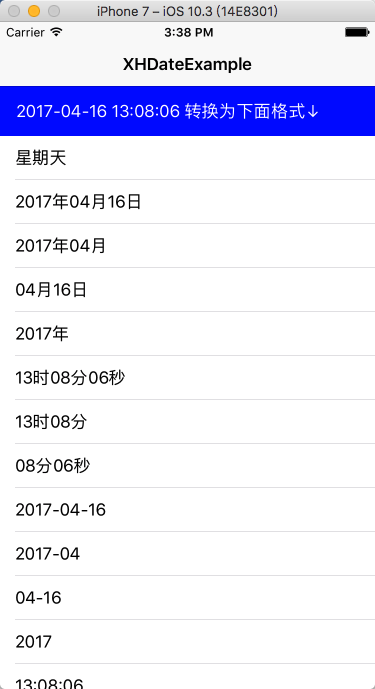 iPhone 7 – iOS 10.3 (14E8301)
Carrier 3:38 PM
XHDateExample
2017-04-16 13:08:06 转换为下面格式↓
星期天
2017年04月16日
2017年04月
04月16日
2017年
13时08分06秒
13时08分
08分06秒
2017-04-16
2017-04
04-16
2017
13:08:06